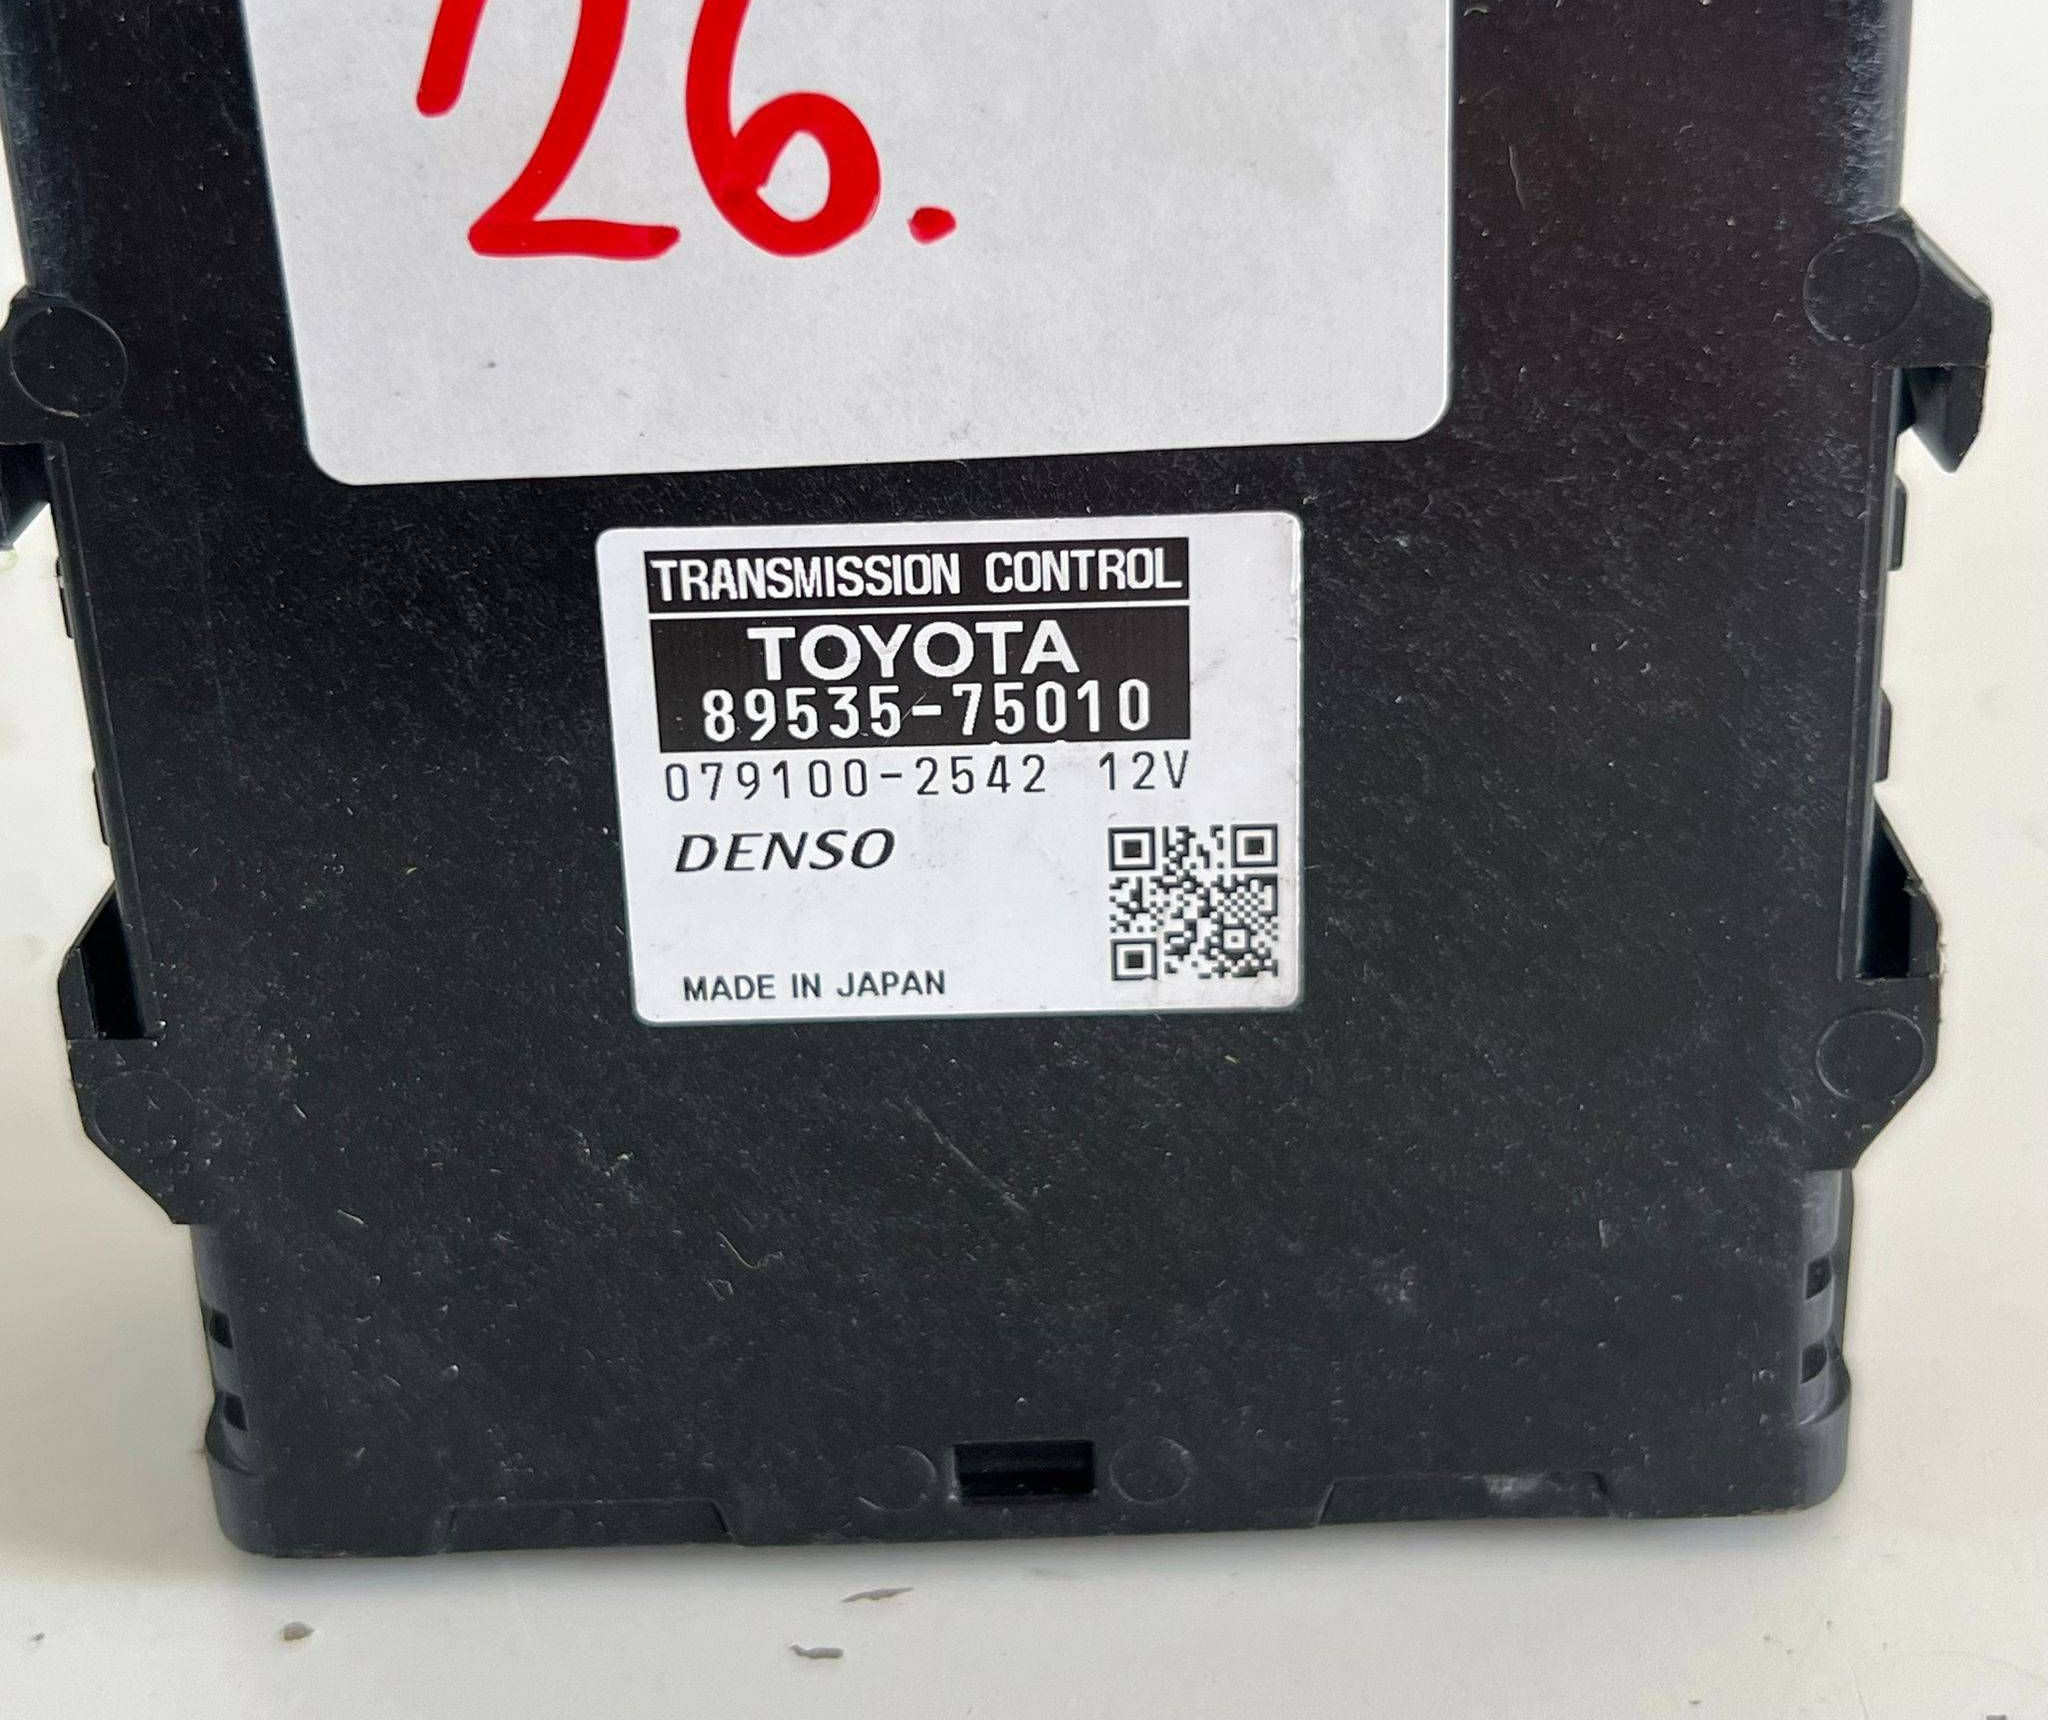 26.
TRANSMISSION CONTROL
TOYOTA
89535-75010
079100-2542 12V
DENSO
MADE IN JAPAN